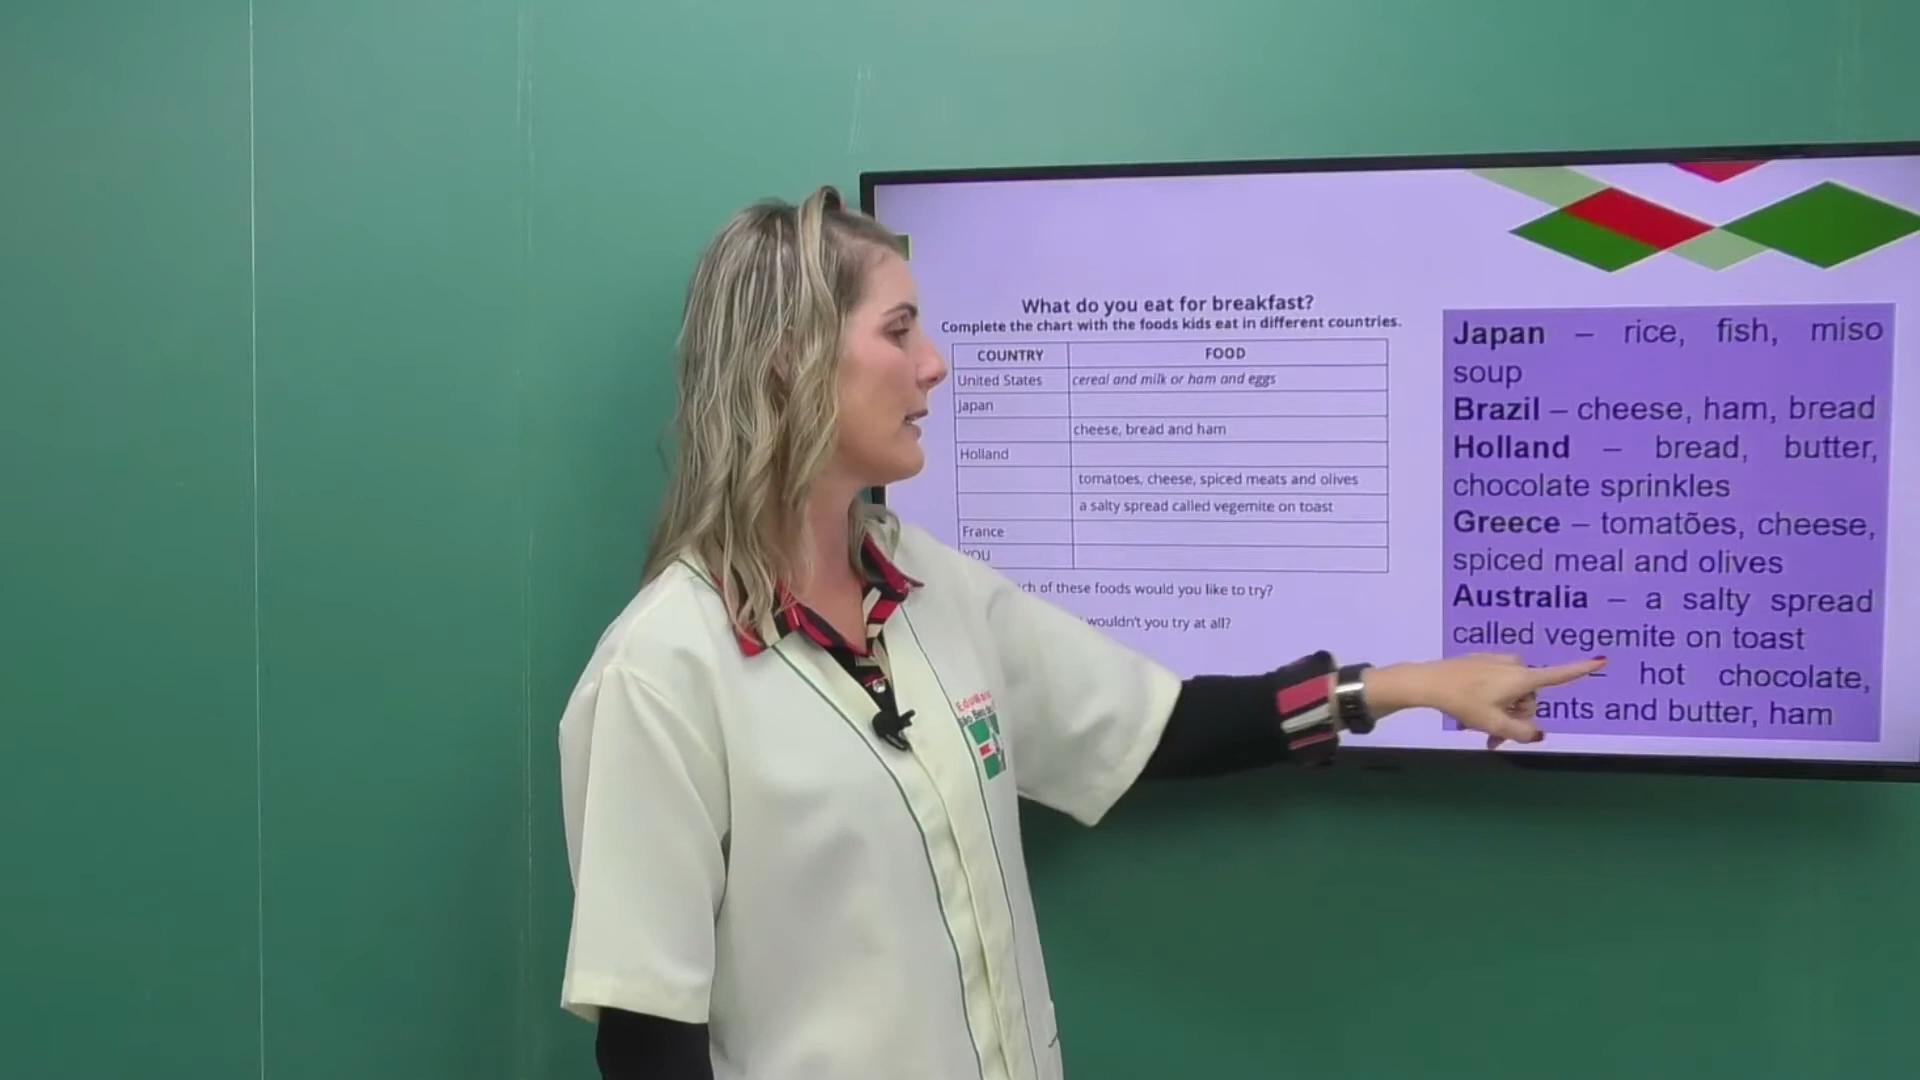 What do you eat for breakfast?
Complete the chart with the foods kids eat in different countries.
COUNTRY FOOD
United States cereal and milk or ham and eggs
Japan
cheese, bread and ham
Holland
tomatoes, cheese, spiced meats and olives
a salty spread called vegemite on toast
France
YOU
of these foods would you like to try?
wouldn't you try at all?
Japan – rice, fish, miso
soup
Brazil – cheese, ham, bread
Holland – bread, butter,
chocolate sprinkles
Greece – tomatões, cheese,
spiced meal and olives
Australia – a salty spread
called vegemite on toast
– hot chocolate,
and butter, ham